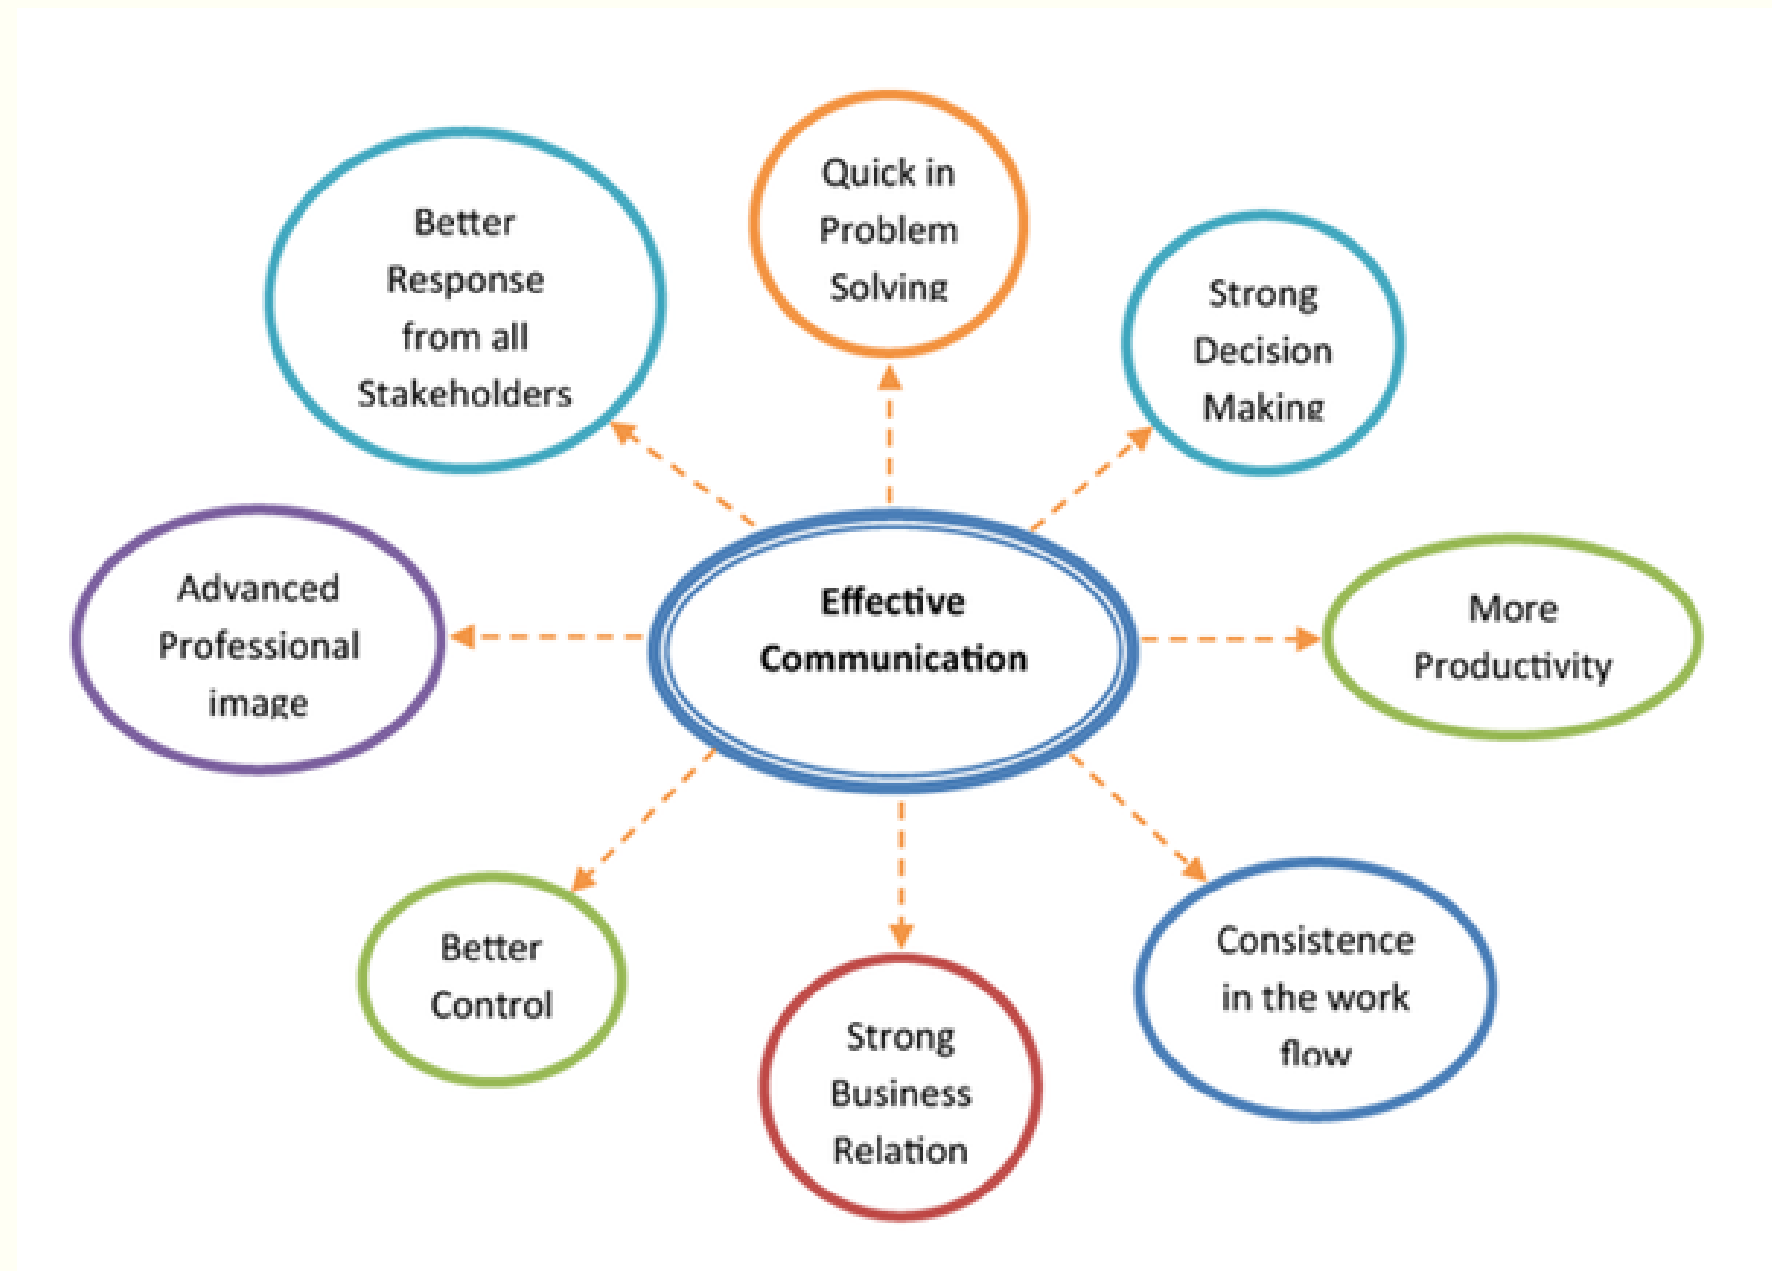 Quick in
Problem
Solving
Better
Response
from all
Stakeholders
Strong
Decision
Making
Advanced
Professional
image
Effective
Communication
More
Productivity
Better
Control
Strong
Business
Relation
Consistence
in the work
flow